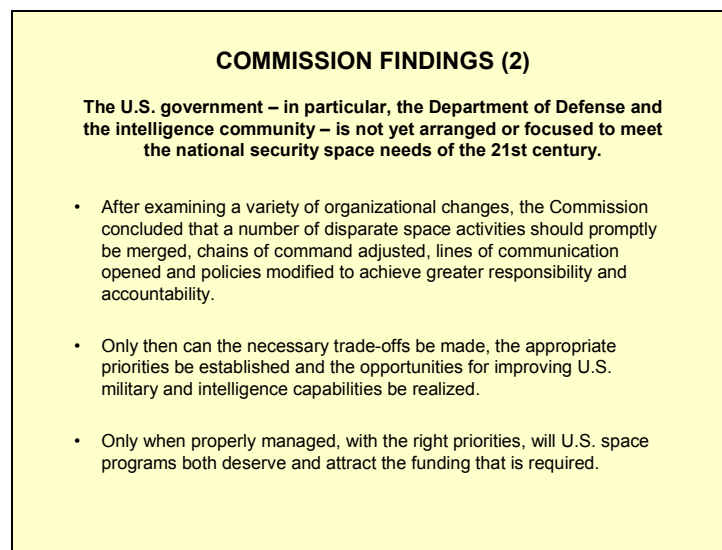 COMMISSION FINDINGS (2)
The U.S. government – in particular, the Department of Defense and
the intelligence community – is not yet arranged or focused to meet
the national security space needs of the 21st century.
• After examining a variety of organizational changes, the Commission
concluded that a number of disparate space activities should promptly
be merged, chains of command adjusted, lines of communication
opened and policies modified to achieve greater responsibility and
accountability.
• Only then can the necessary trade-offs be made, the appropriate
priorities be established and the opportunities for improving U.S.
military and intelligence capabilities be realized.
• Only when properly managed, with the right priorities, will U.S. space
programs both deserve and attract the funding that is required.